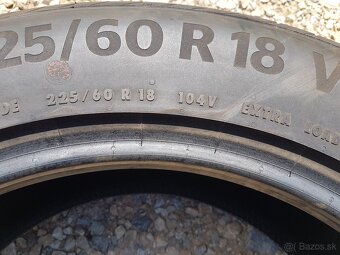 25/60 R 18 V
DE 225/60 R 18 104V EXTRA LOAD
bazos.sk